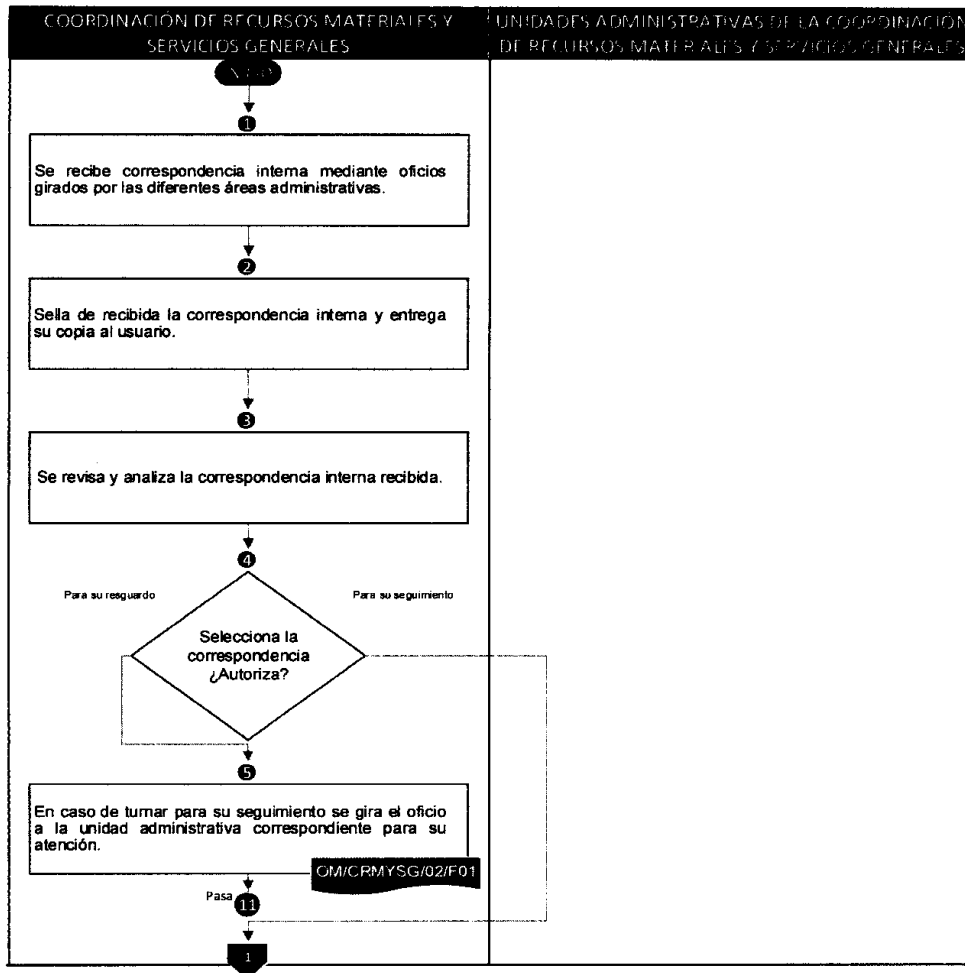 COORDINACIÓN DE RECURSOS MATERIALES Y
SERVICIOS GENERALES
UNIDADES ADMINISTRATIVAS DE LA COORDINACIÓN
DE RECURSOS MATERIALES Y SERVICIOS GENERALES
1
Se recibe correspondencia interna mediante oficios
girados por las diferentes áreas administrativas.
2
Sella de recibida la correspondencia interna y entrega
su copia al usuario.
3
Se revisa y analiza la correspondencia interna recibida.
4
Para su resguardo
Para su seguimiento
Selecciona la
correspondencia
¿Autoriza?
5
En caso de turnar para su seguimiento se gira el oficio
a la unidad administrativa correspondiente para su
atención.
OM/CRMYSG/02/F01
Pasa
11
1